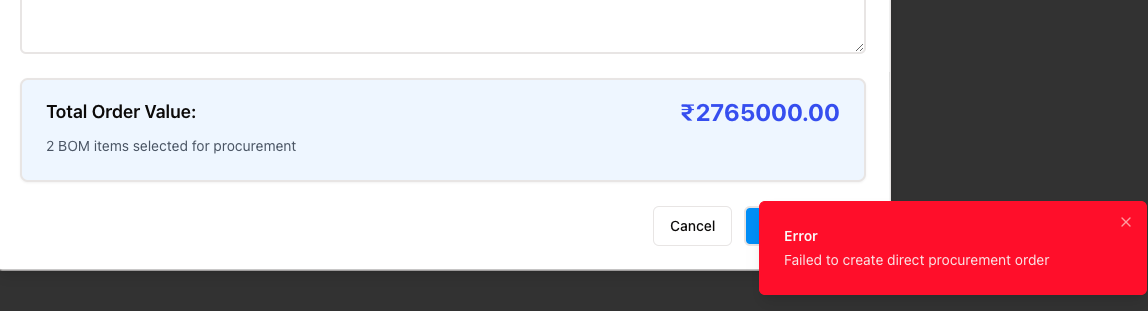 Total Order Value:
₹2765000.00
2 BOM items selected for procurement
Cancel
Error
Failed to create direct procurement order